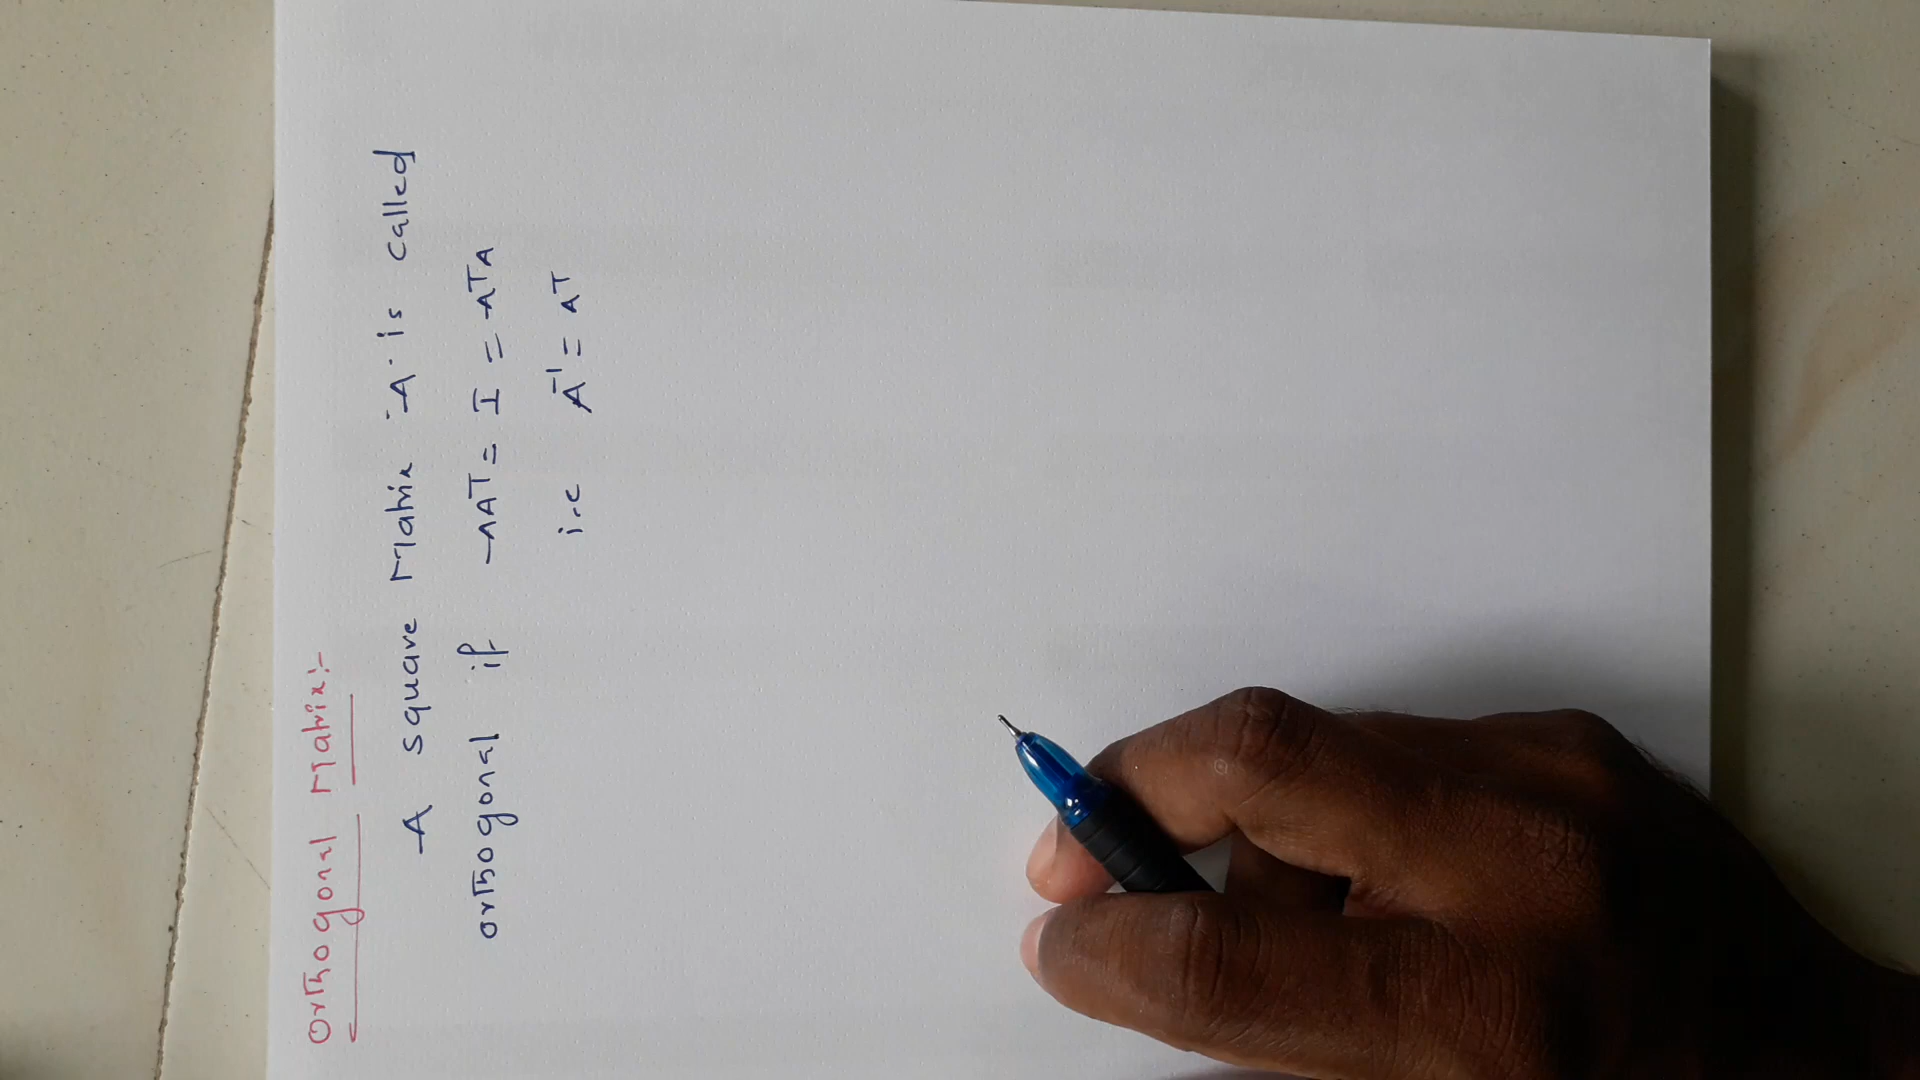 Orthogonal Matrix:-
A square Matrix 'A' is called
orthogonal if AAᵀ = I = AᵀA
i.e A⁻¹ = Aᵀ